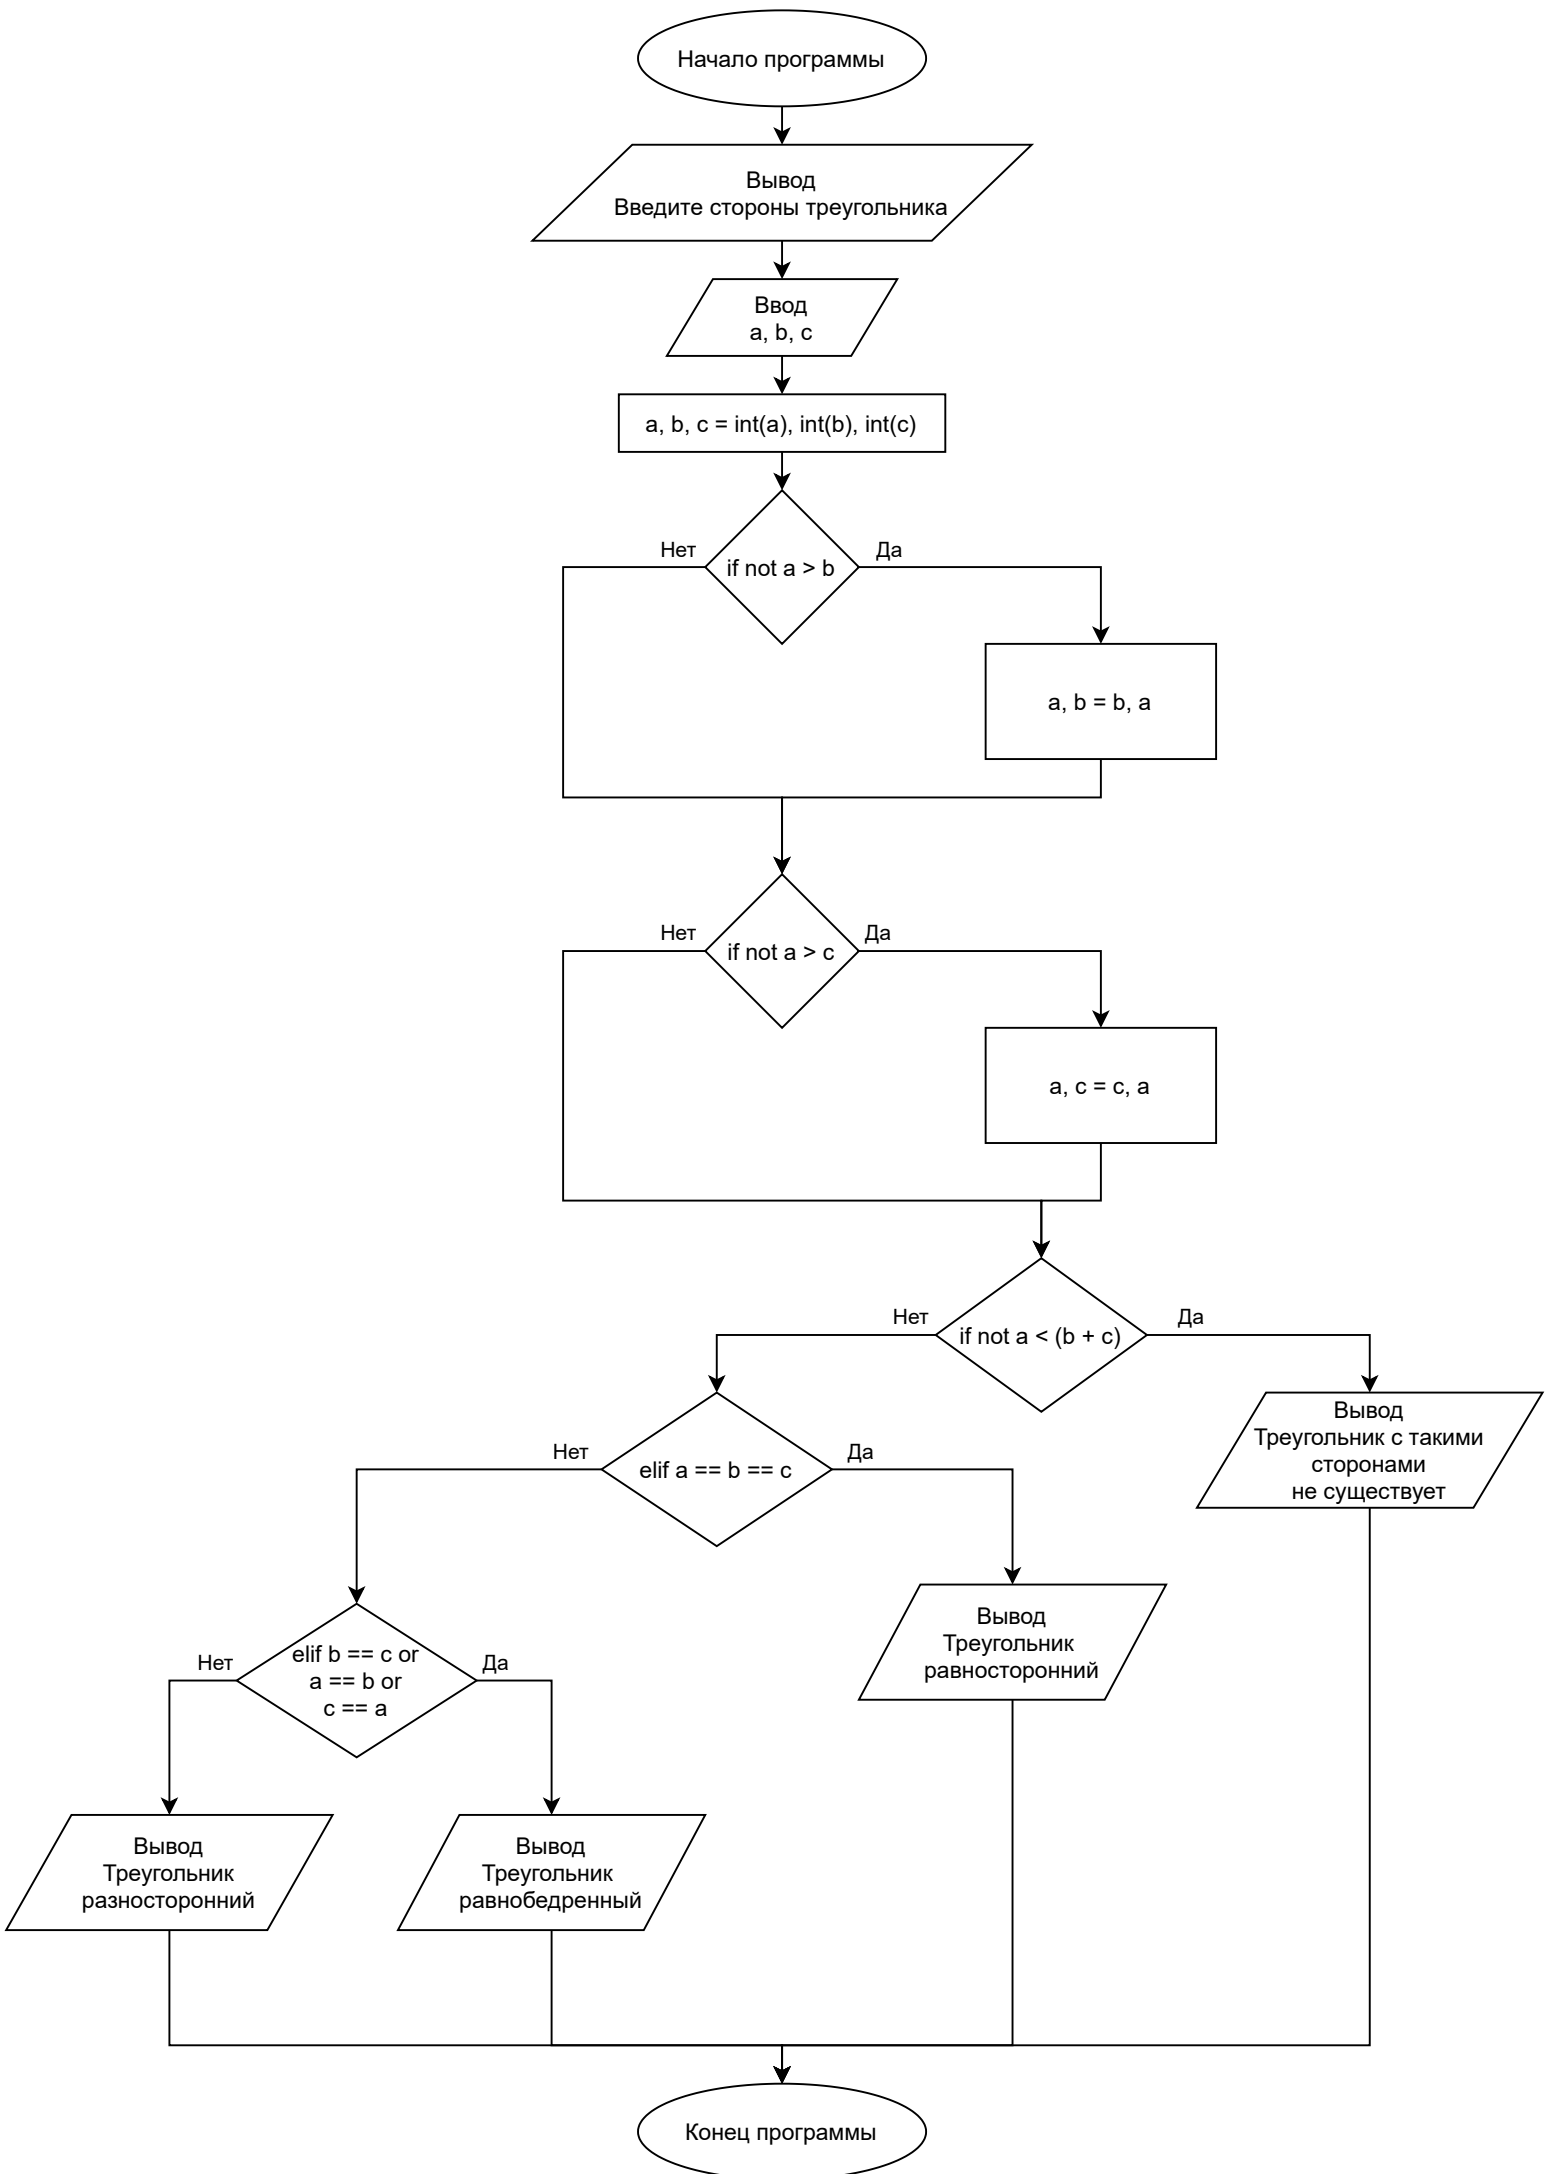 Начало программы
Вывод
Введите стороны треугольника
Ввод
a, b, c
a, b, c = int(a), int(b), int(c)
Нет
if not a > b
Да
a, b = b, a
Нет
if not a > c
Да
a, c = c, a
Нет
if not a < (b + c)
Да
Вывод
Треугольник с такими
сторонами
не существует
Нет
elif a == b == c
Да
Вывод
Треугольник
равносторонний
Нет
elif b == c or
a == b or
c == a
Да
Вывод
Треугольник
разносторонний
Вывод
Треугольник
равнобедренный
Конец программы